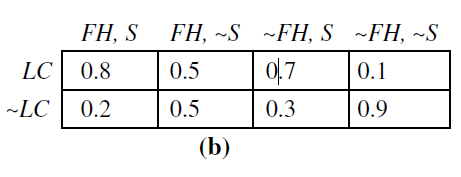 FH, S FH, ~S ~FH, S ~FH, ~S
LC 0.8 0.5 0.7 0.1
~LC 0.2 0.5 0.3 0.9
(b)